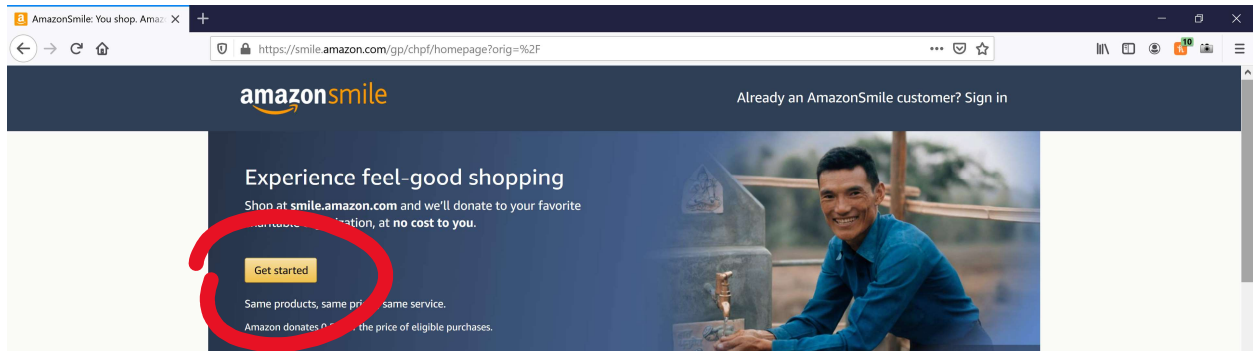 AmazonSmile: You shop. Amaz
https://smile.amazon.com/gp/chpf/homepage?orig=%2F
10
amazonsmile
Already an AmazonSmile customer? Sign in
Experience feel-good shopping
Shop at smile.amazon.com and we'll donate to your favorite
at no cost to you.
Get started
Same products, same same service.
Amazon donates the price of eligible purchases.